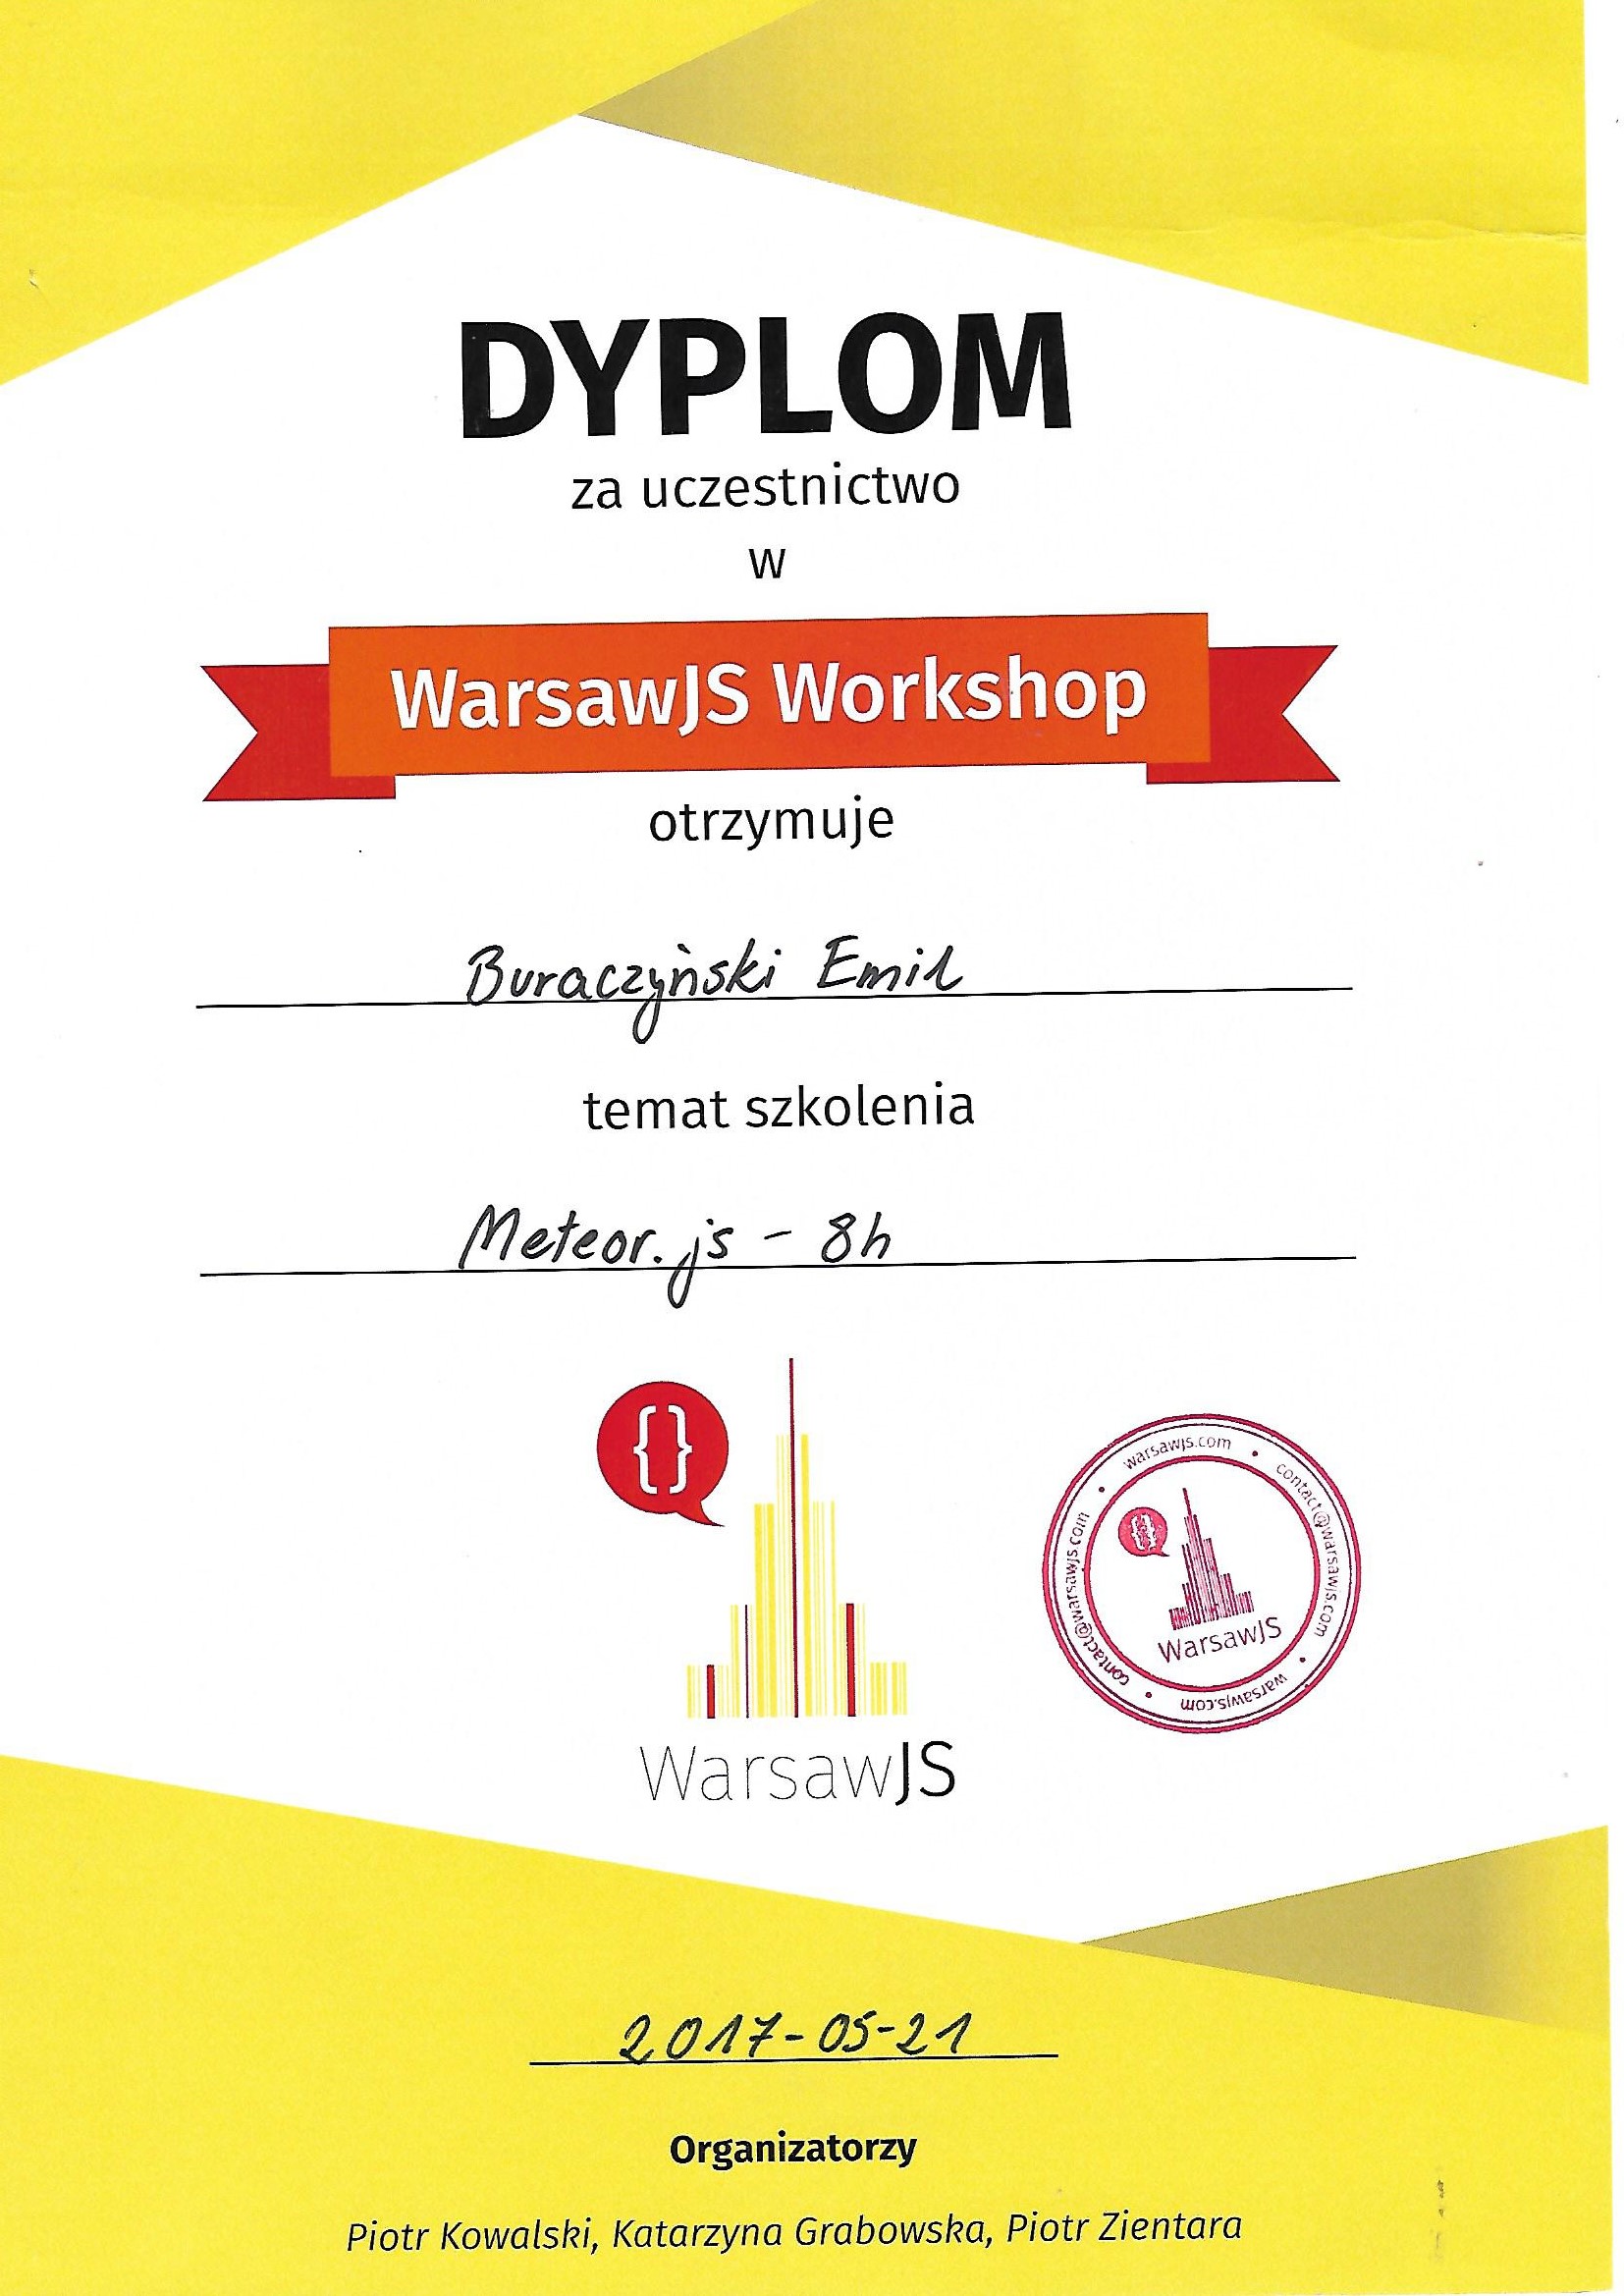 DYPLOM
za uczestnictwo
w
WarsawJS Workshop
otrzymuje
Buraczyński Emil
temat szkolenia
Meteor.js - 8h
{}
WarsawJS
warsawjs.com • contact@warsawjs.com • warsawjs.com • contact@warsawjs.com •
{}
WarsawJS
2017-05-21
Organizatorzy
Piotr Kowalski, Katarzyna Grabowska, Piotr Zientara